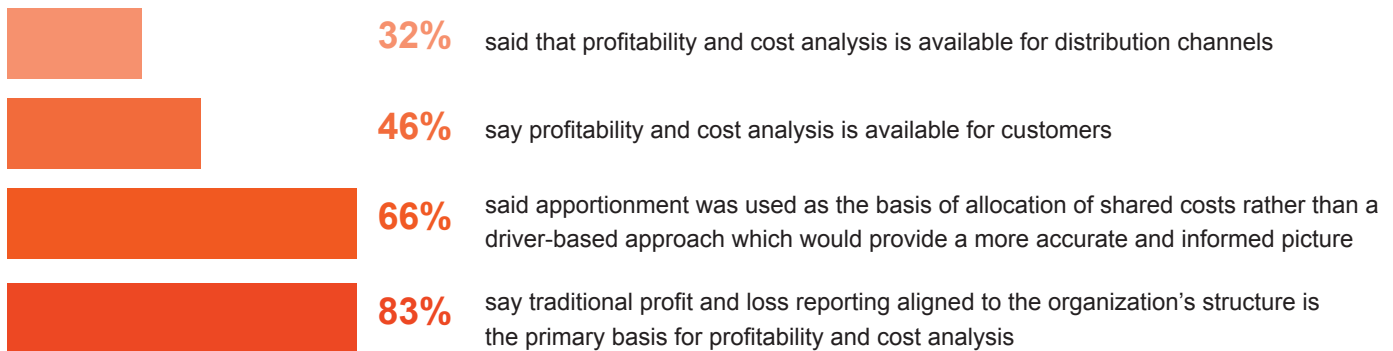 32% said that profitability and cost analysis is available for distribution channels
46% say profitability and cost analysis is available for customers
66% said apportionment was used as the basis of allocation of shared costs rather than a
driver-based approach which would provide a more accurate and informed picture
83% say traditional profit and loss reporting aligned to the organization’s structure is
the primary basis for profitability and cost analysis